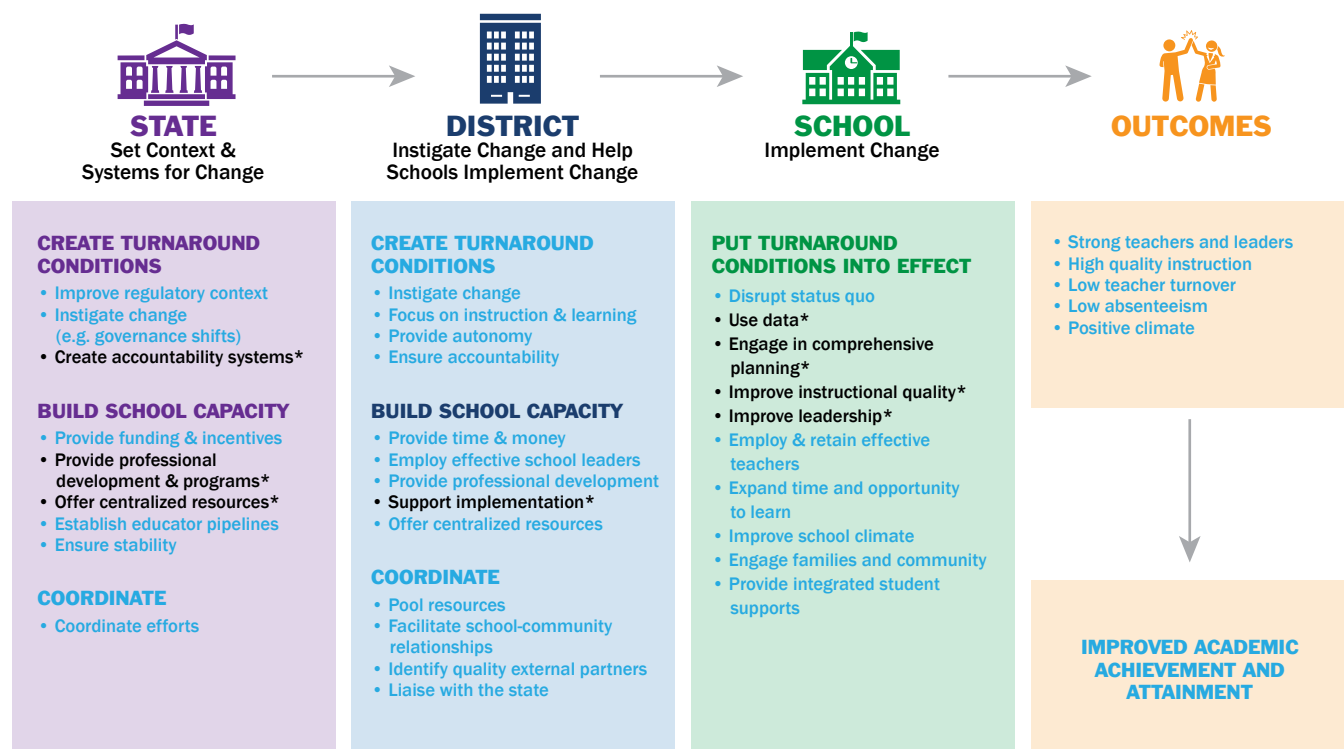 STATE
Set Context &
Systems for Change
DISTRICT
Instigate Change and Help
Schools Implement Change
SCHOOL
Implement Change
OUTCOMES
CREATE TURNAROUND
CONDITIONS
• Improve regulatory context
• Instigate change
(e.g. governance shifts)
• Create accountability systems*
BUILD SCHOOL CAPACITY
• Provide funding & incentives
• Provide professional
development & programs*
• Offer centralized resources*
• Establish educator pipelines
• Ensure stability
COORDINATE
• Coordinate efforts
CREATE TURNAROUND
CONDITIONS
• Instigate change
• Focus on instruction & learning
• Provide autonomy
• Ensure accountability
BUILD SCHOOL CAPACITY
• Provide time & money
• Employ effective school leaders
• Provide professional development
• Support implementation*
• Offer centralized resources
COORDINATE
• Pool resources
• Facilitate school-community
relationships
• Identify quality external partners
• Liaise with the state
PUT TURNAROUND
CONDITIONS INTO EFFECT
• Disrupt status quo
• Use data*
• Engage in comprehensive
planning*
• Improve instructional quality*
• Improve leadership*
• Employ & retain effective
teachers
• Expand time and opportunity
to learn
• Improve school climate
• Engage families and community
• Provide integrated student
supports
• Strong teachers and leaders
• High quality instruction
• Low teacher turnover
• Low absenteeism
• Positive climate
IMPROVED ACADEMIC
ACHIEVEMENT AND
ATTAINMENT